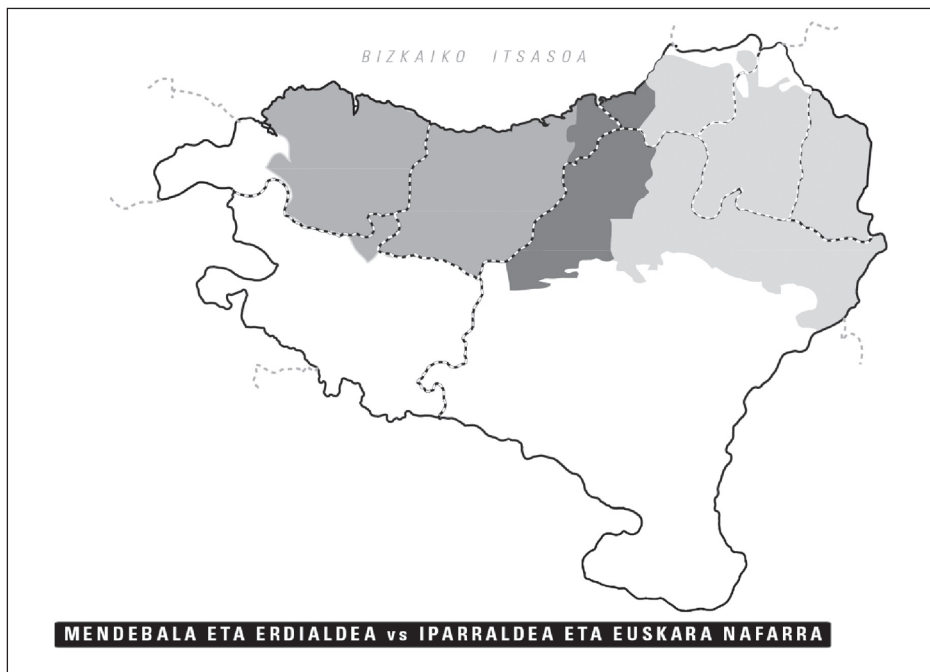 BIZKAIKO ITSASOA
MENDEBALA ETA ERDIALDEA vs IPARRALDEA ETA EUSKARA NAFARRA